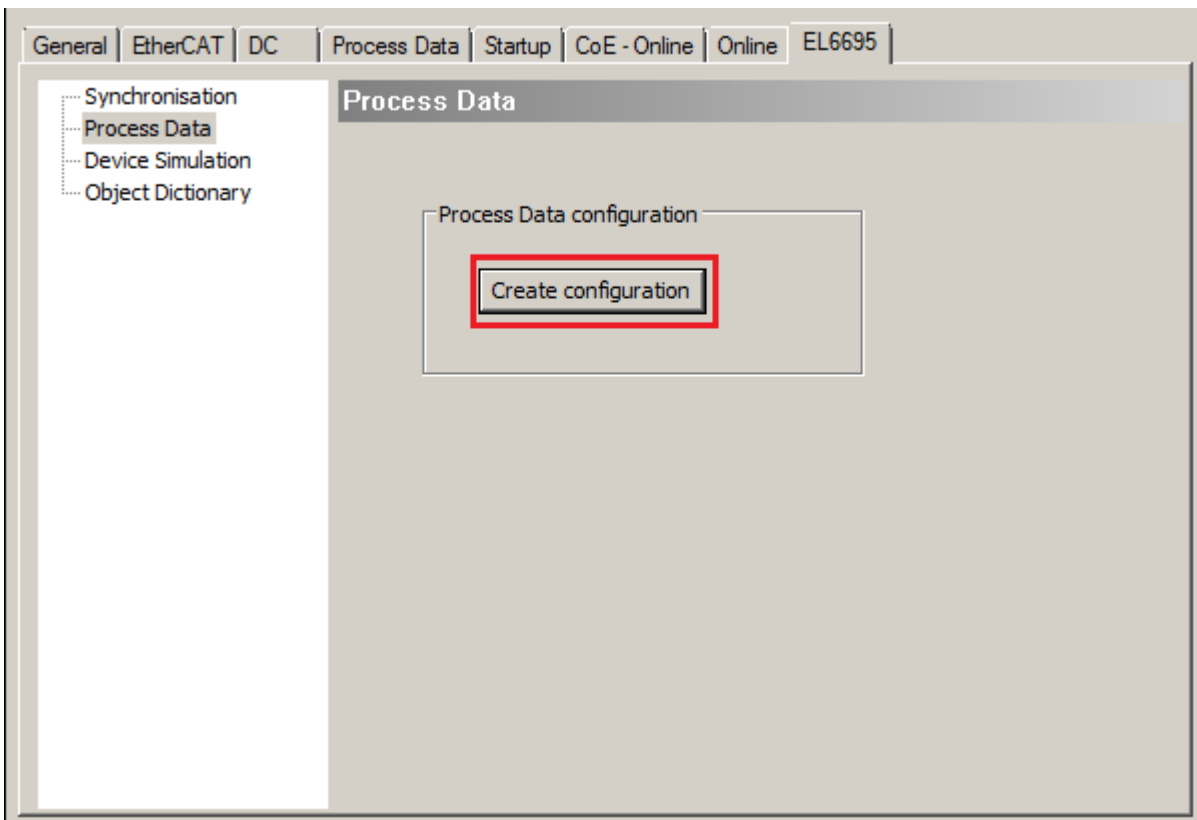 General EtherCAT DC Process Data Startup CoE - Online Online EL6695
Synchronisation
Process Data
Device Simulation
Object Dictionary
Process Data
Process Data configuration
Create configuration